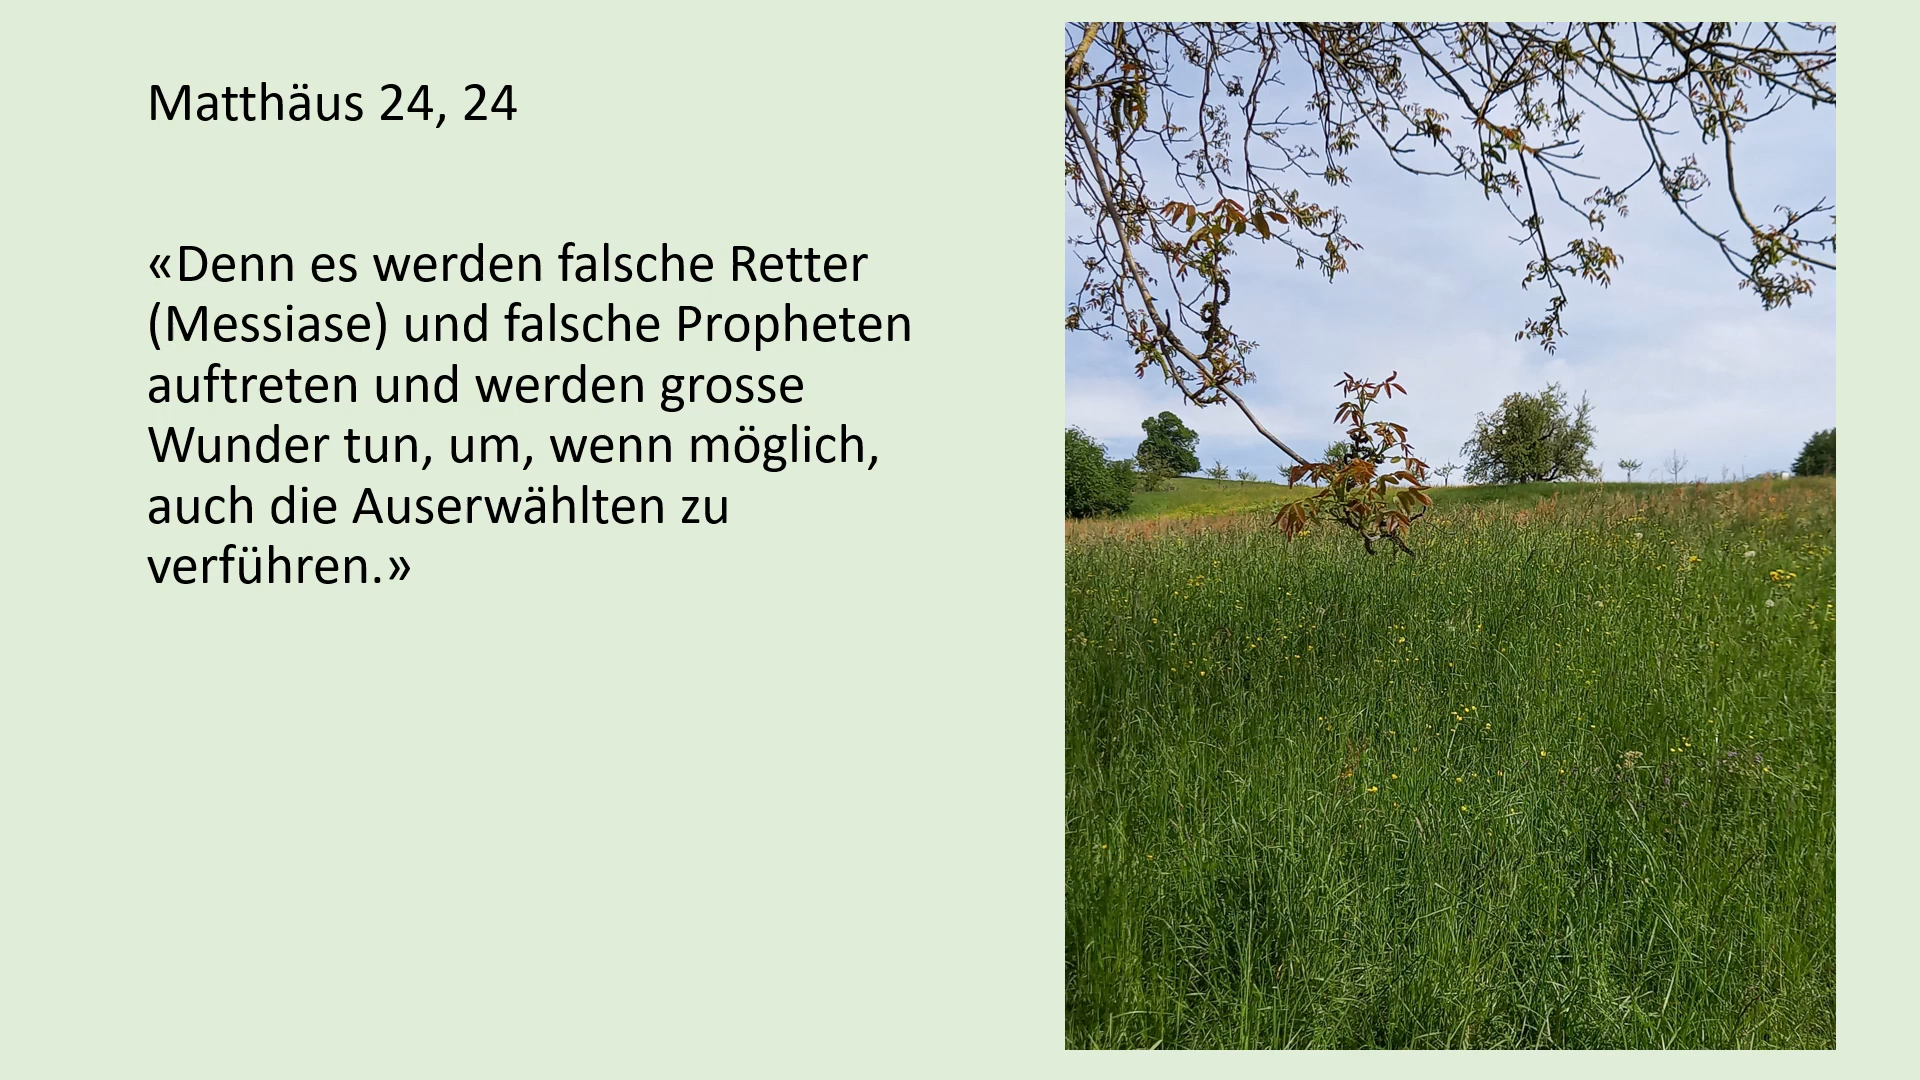 Matthäus 24, 24
«Denn es werden falsche Retter
(Messiase) und falsche Propheten
auftreten und werden grosse
Wunder tun, um, wenn möglich,
auch die Auserwählten zu
verführen.»